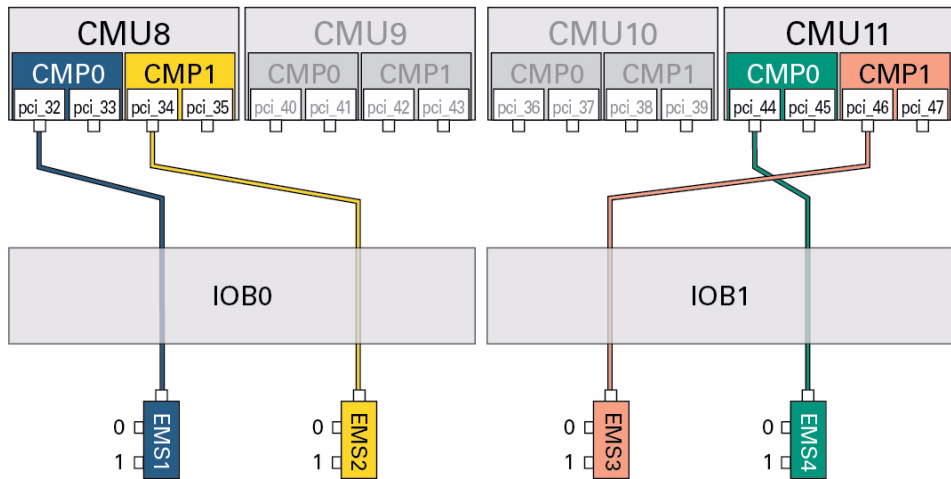 CMU8 CMU9 CMU10 CMU11
CMP0 CMP1 CMP0 CMP1 CMP0 CMP1 CMP0 CMP1
pci_32 pci_33 pci_34 pci_35 pci_40 pci_41 pci_42 pci_43 pci_36 pci_37 pci_38 pci_39 pci_44 pci_45 pci_46 pci_47
IOB0 IOB1
EMS1 EMS2 EMS3 EMS4
0 0 0 0
1 1 1 1